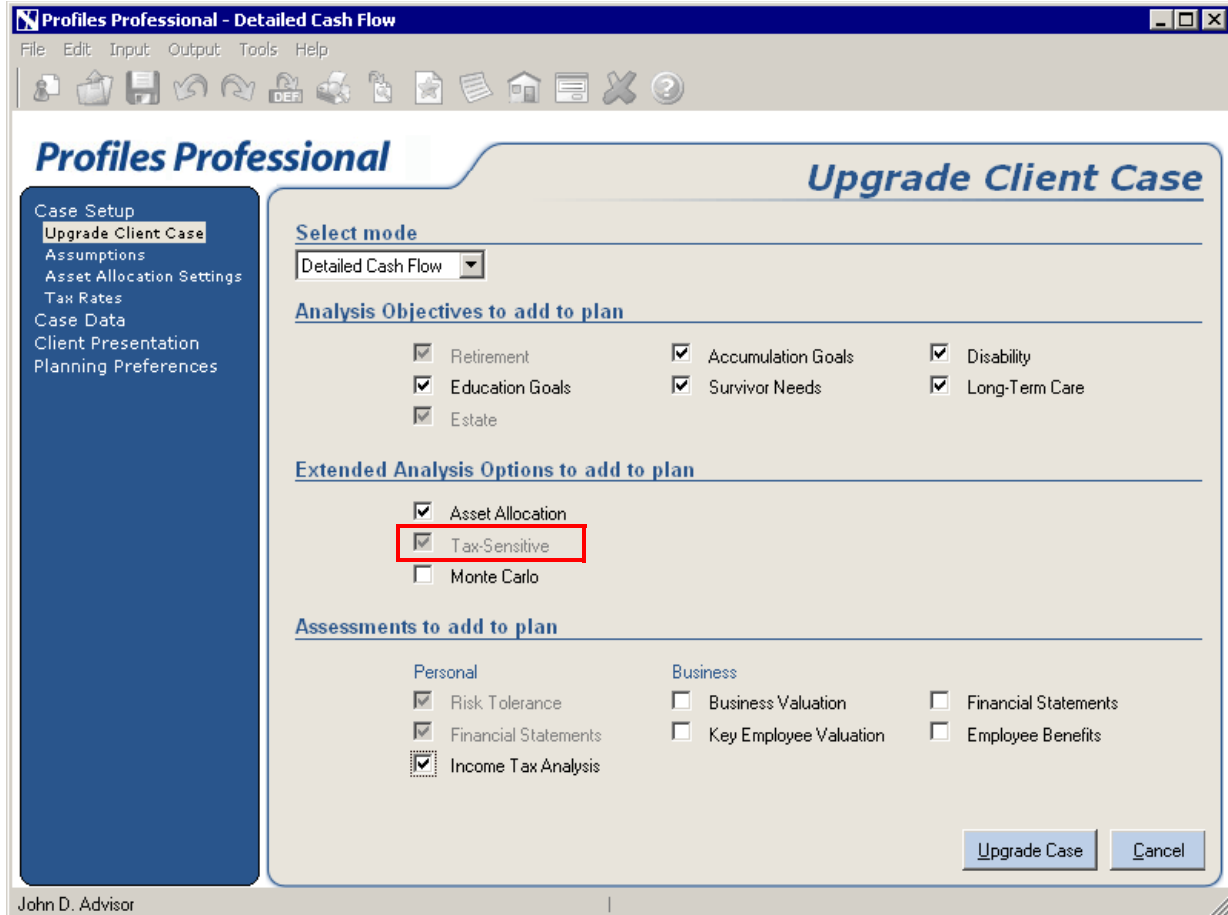 Profiles Professional - Detailed Cash Flow
File Edit Input Output Tools Help
DEF
Profiles Professional
Upgrade Client Case
Case Setup
Upgrade Client Case
Assumptions
Asset Allocation Settings
Tax Rates
Case Data
Client Presentation
Planning Preferences
Select mode
Detailed Cash Flow
Analysis Objectives to add to plan
Retirement Accumulation Goals Disability
Education Goals Survivor Needs Long-Term Care
Estate
Extended Analysis Options to add to plan
Asset Allocation
Tax-Sensitive
Monte Carlo
Assessments to add to plan
Personal Business
Risk Tolerance Business Valuation Financial Statements
Financial Statements Key Employee Valuation Employee Benefits
Income Tax Analysis
Upgrade Case Cancel
John D. Advisor